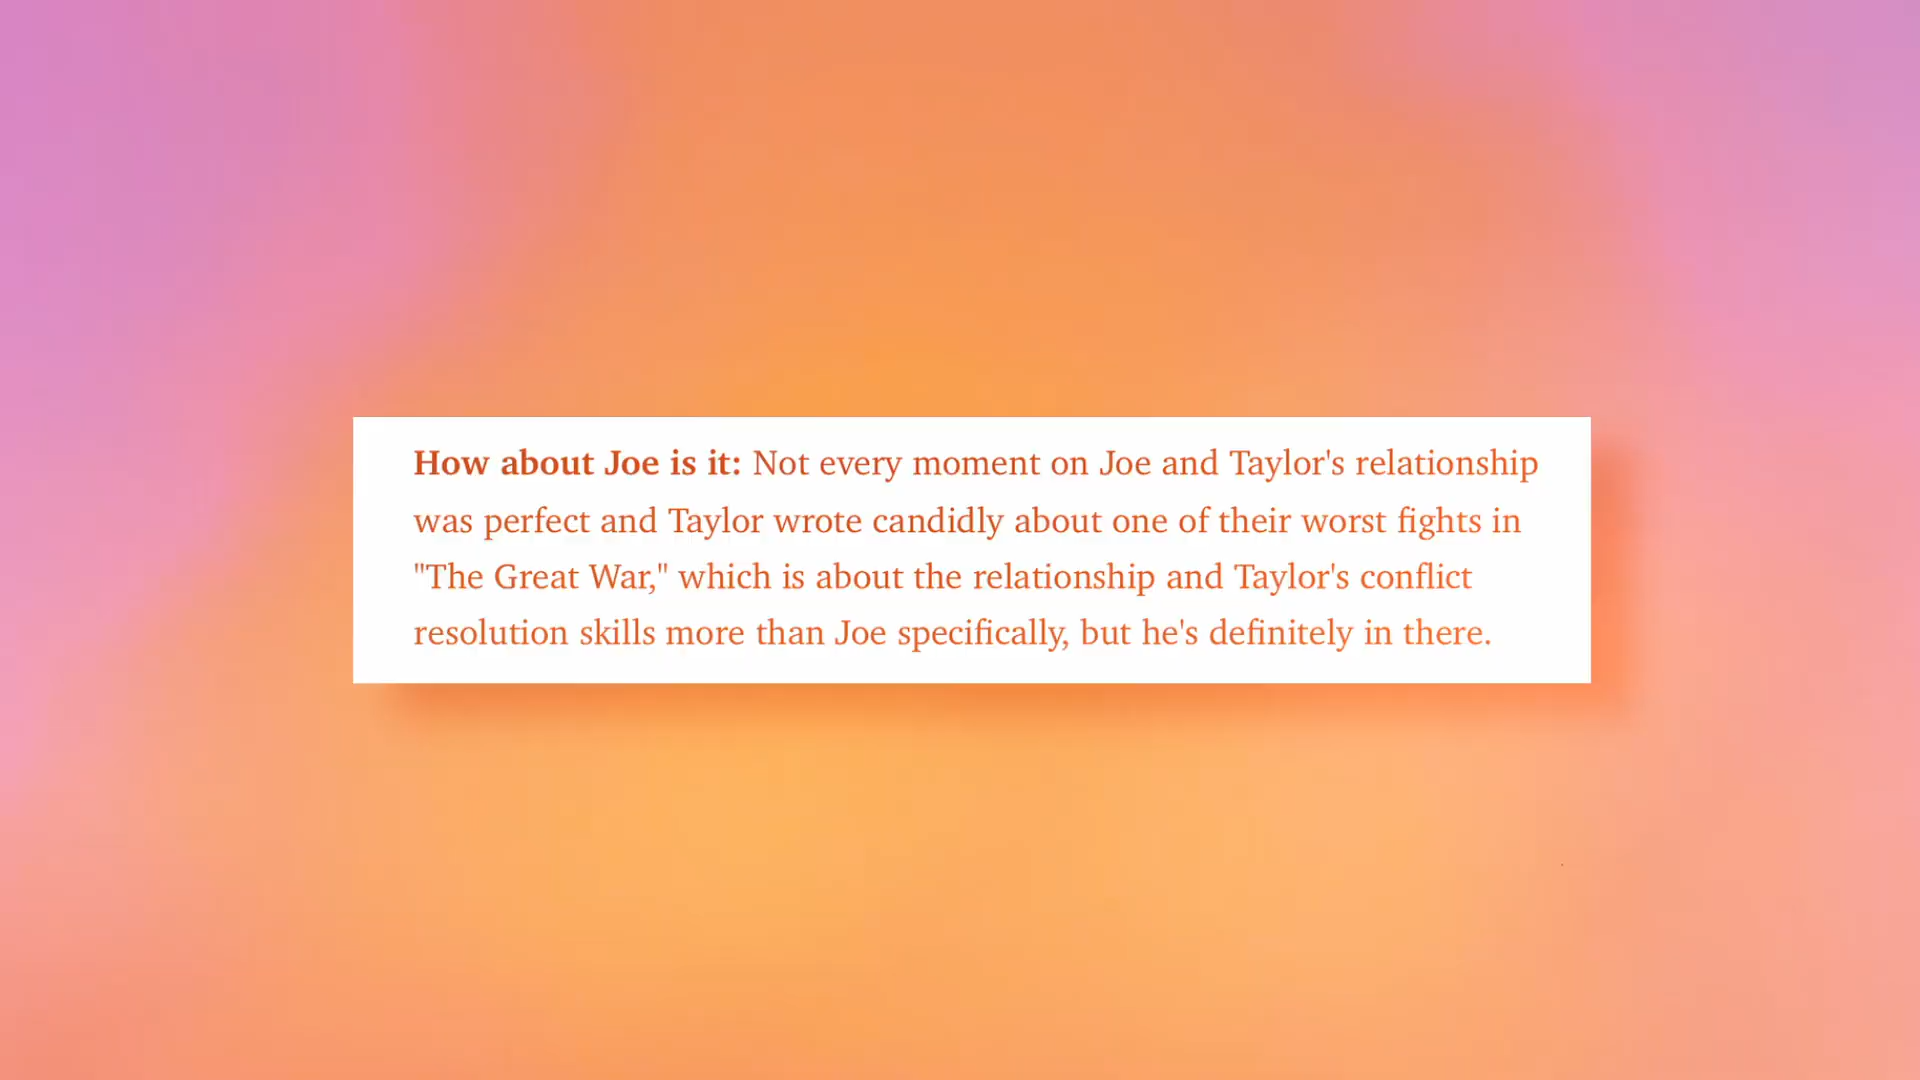 How about Joe is it: Not every moment on Joe and Taylor's relationship
was perfect and Taylor wrote candidly about one of their worst fights in
"The Great War," which is about the relationship and Taylor's conflict
resolution skills more than Joe specifically, but he's definitely in there.